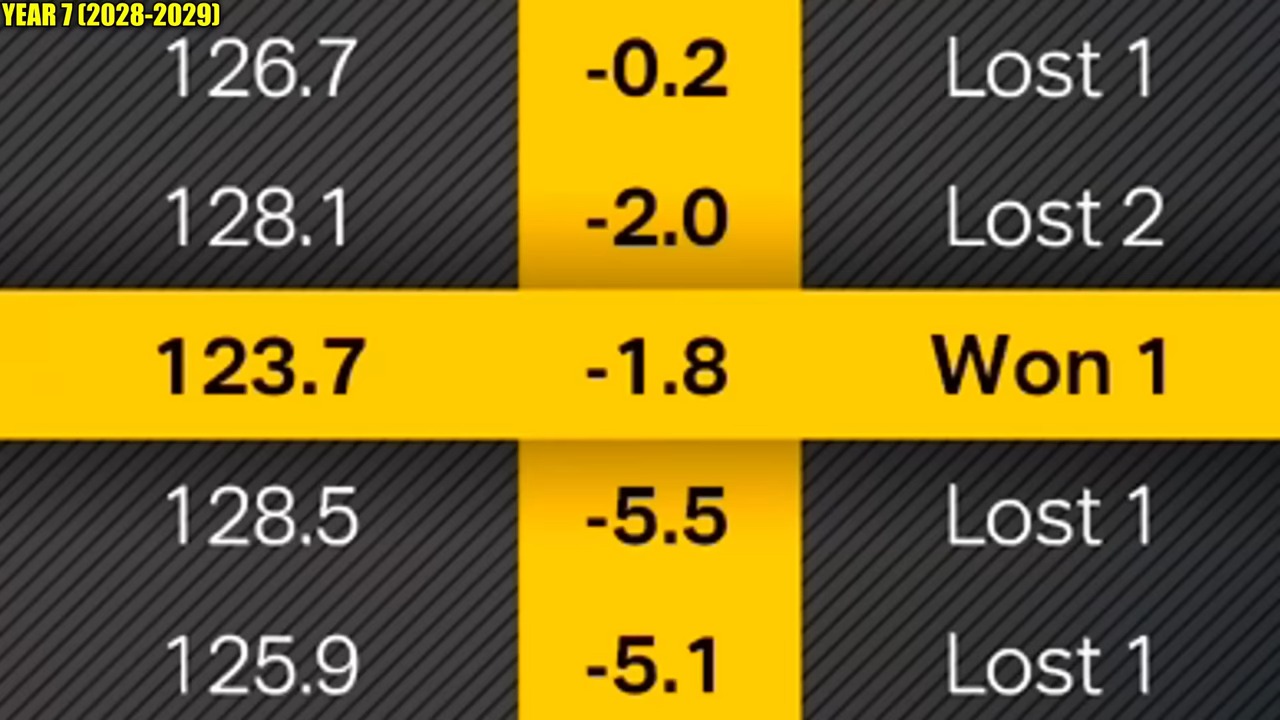 YEAR 7 (2028-2029)
126.7 -0.2 Lost 1
128.1 -2.0 Lost 2
123.7 -1.8 Won 1
128.5 -5.5 Lost 1
125.9 -5.1 Lost 1